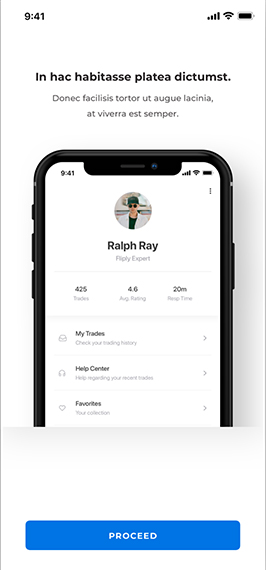 9:41
In hac habitasse platea dictumst.
Donec facilisis tortor ut augue lacinia,
at viverra est semper.
9:41
Ralph Ray
Fliply Expert
425
Trades
4.6
Avg. Rating
20m
Resp Time
My Trades
Check your trading history
Help Center
Help regarding your recent trades
Favorites
Your collection
PROCEED